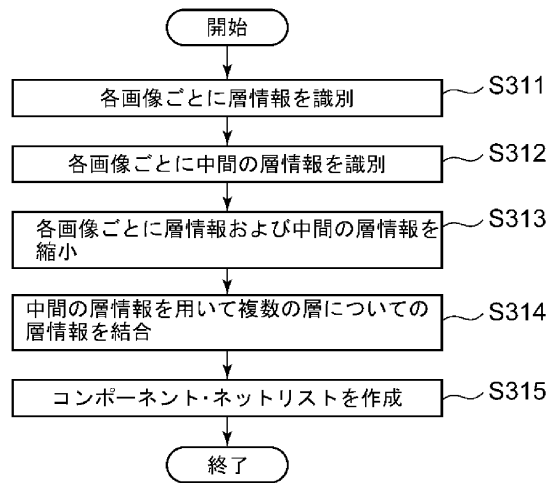 開始
各画像ごとに層情報を識別
S311
各画像ごとに中間の層情報を識別
S312
各画像ごとに層情報および中間の層情報を
縮小
S313
中間の層情報を用いて複数の層についての
層情報を結合
S314
コンポーネント・ネットリストを作成
S315
終了